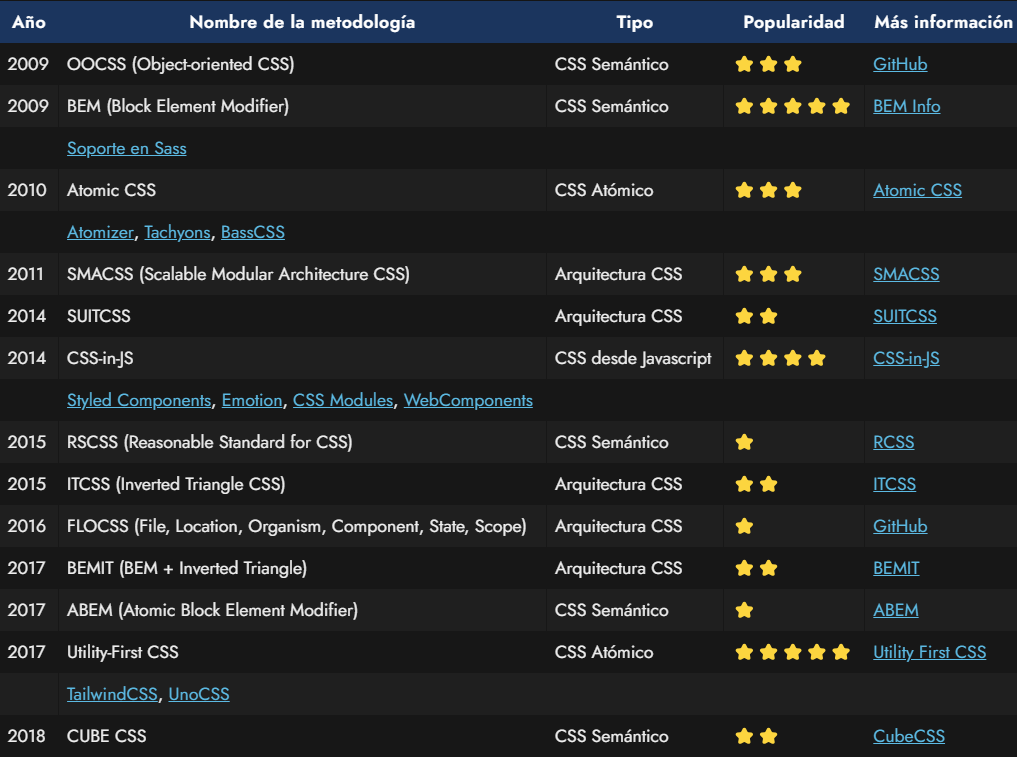 Año Nombre de la metodología Tipo Popularidad Más información
2009 OOCSS (Object-oriented CSS) CSS Semántico GitHub
2009 BEM (Block Element Modifier) CSS Semántico BEM Info
Soporte en Sass
2010 Atomic CSS CSS Atómico Atomic CSS
Atomizer, Tachyons, BassCSS
2011 SMACSS (Scalable Modular Architecture CSS) Arquitectura CSS SMACSS
2014 SUITCSS Arquitectura CSS SUITCSS
2014 CSS-in-JS CSS desde Javascript CSS-in-JS
Styled Components, Emotion, CSS Modules, WebComponents
2015 RSCSS (Reasonable Standard for CSS) CSS Semántico RCSS
2015 ITCSS (Inverted Triangle CSS) Arquitectura CSS ITCSS
2016 FLOCSS (File, Location, Organism, Component, State, Scope) Arquitectura CSS GitHub
2017 BEMIT (BEM + Inverted Triangle) Arquitectura CSS BEMIT
2017 ABEM (Atomic Block Element Modifier) CSS Semántico ABEM
2017 Utility-First CSS CSS Atómico Utility First CSS
TailwindCSS, UnoCSS
2018 CUBE CSS CSS Semántico CubeCSS